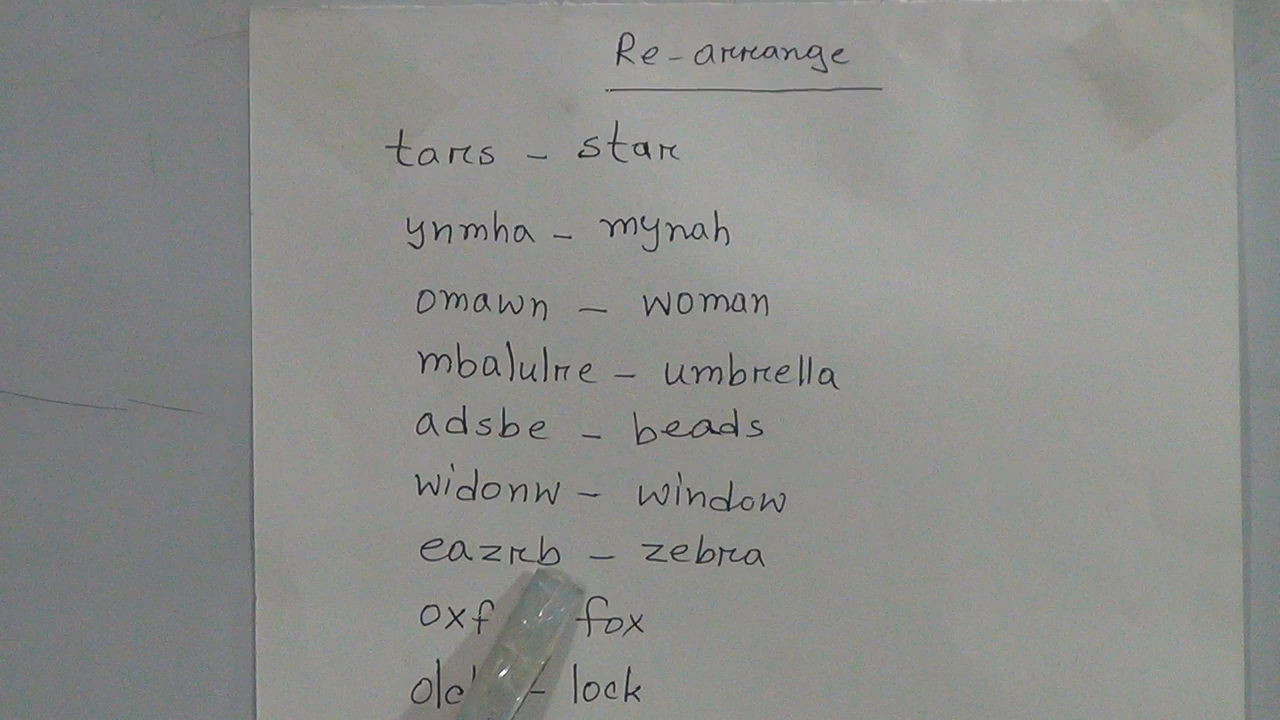 Re-arrange
tars - star
ynmha - mynah
omawn - woman
mbalulre - umbrella
adsbe - beads
widonw - window
eazrb - zebra
oxf fox
- lock